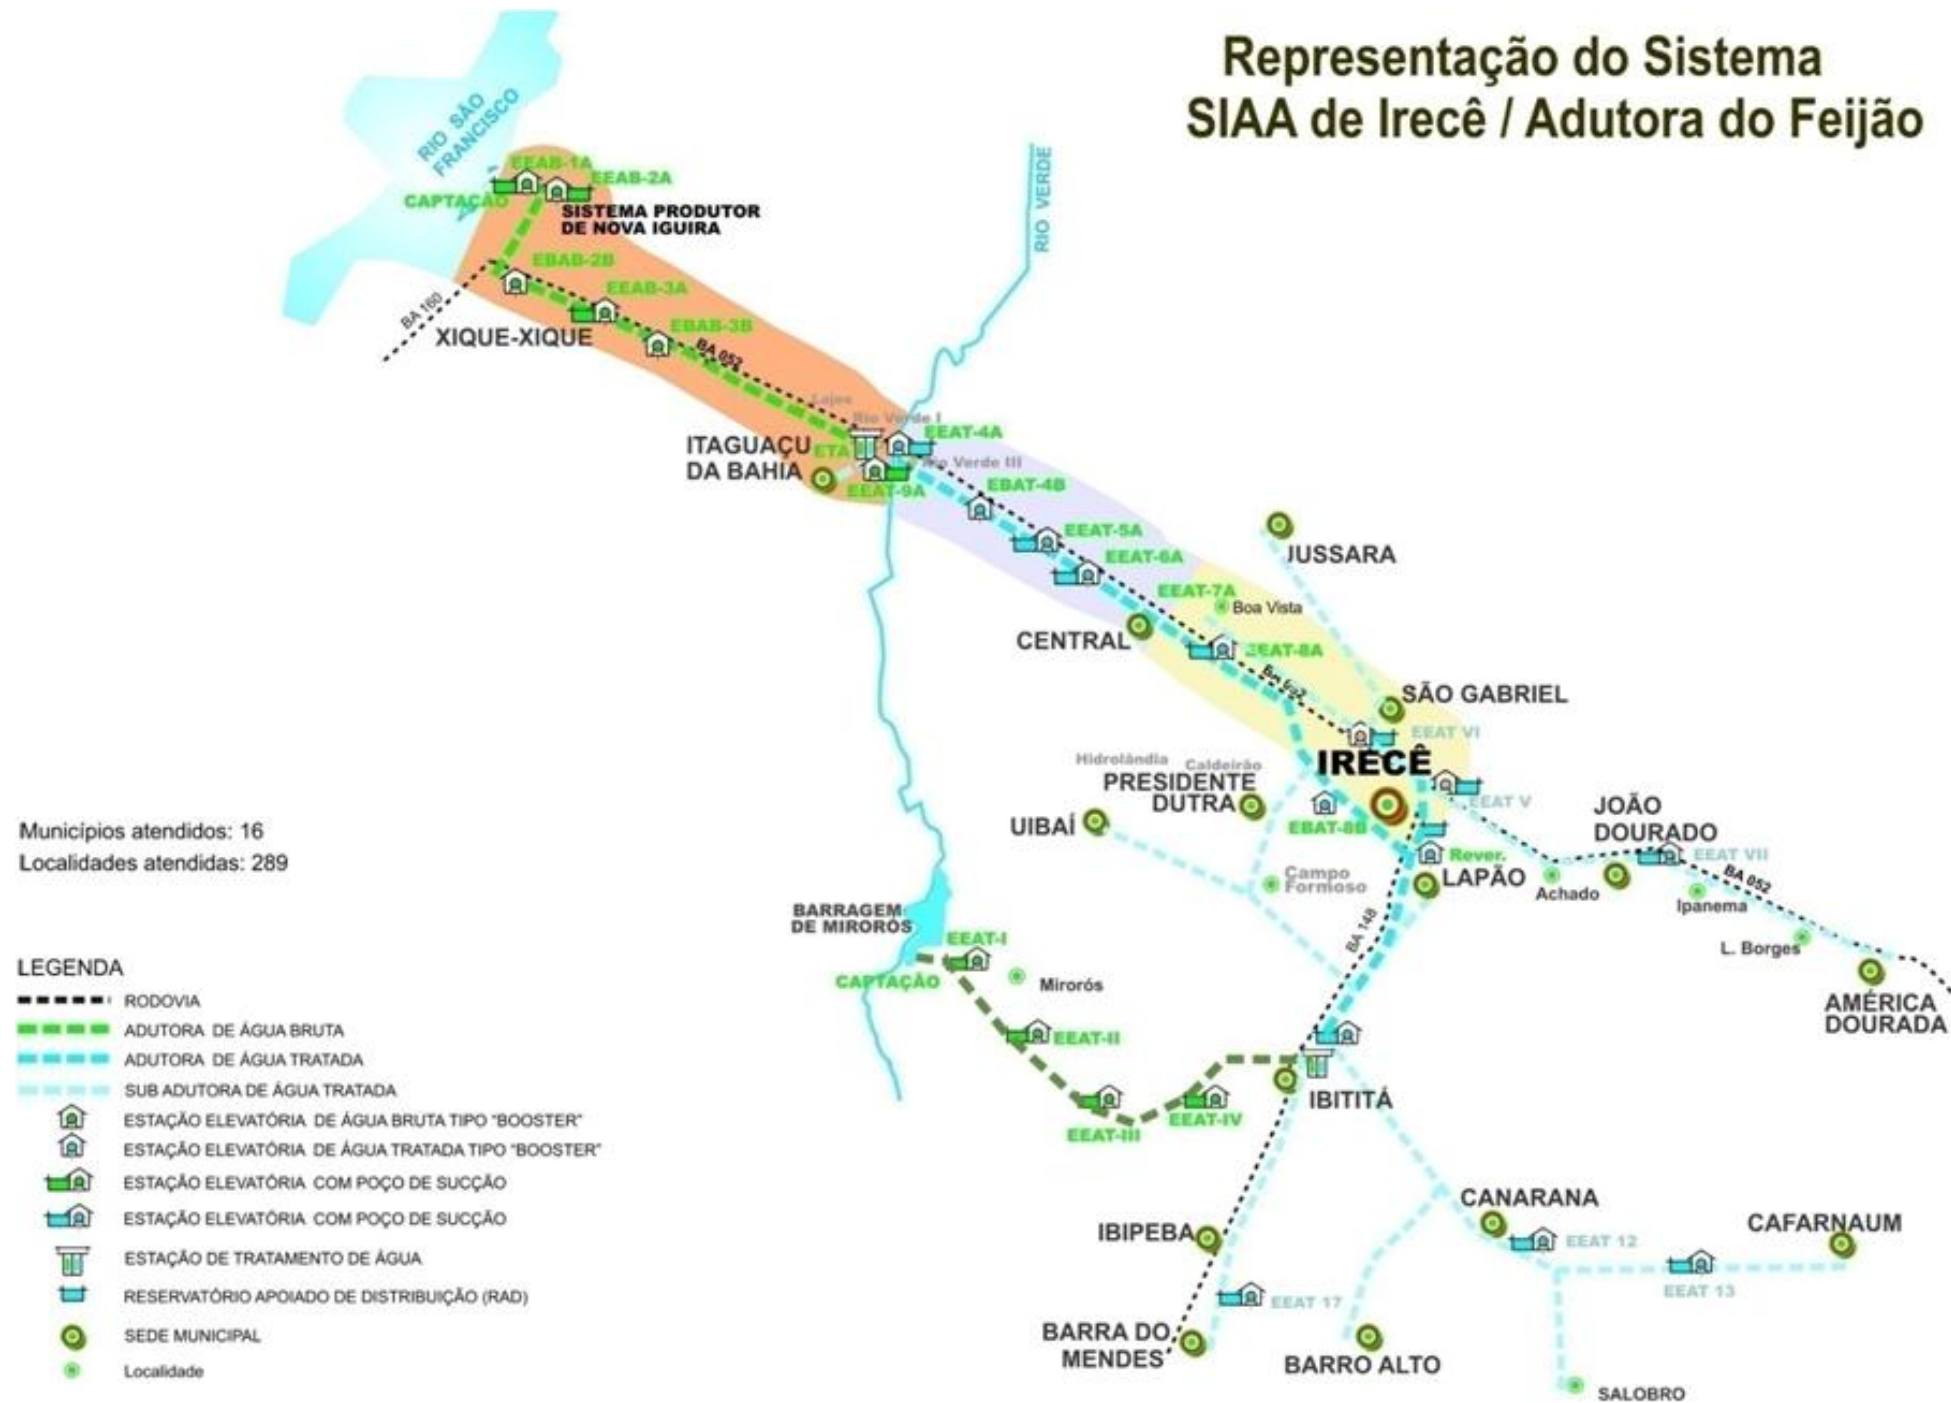 Representação do Sistema
SIAA de Irecê / Adutora do Feijão
RIO SÃO
FRANCISCO
RIO VERDE
EEAB-1A
EEAB-2A
CAPTAÇÃO
SISTEMA PRODUTOR
DE NOVA IGUIRA
EBAB-2B
EEAB-3A
BA 160
XIQUE-XIQUE
EBAB-3B
BA 052
Lajes
Rio Verde I
EEAT-4A
ITAGUAÇU
DA BAHIA
ETA
Rio Verde III
EEAT-9A
EBAT-4B
EEAT-5A
EEAT-6A
JUSSARA
EEAT-7A
Boa Vista
CENTRAL
EEAT-8A
BA 052
SÃO GABRIEL
EEAT VI
IRECÊ
Hidrolândia
Caldeirão
PRESIDENTE
DUTRA
EEAT V
UIBAÍ
EBAT-8B
JOÃO
DOURADO
EEAT VII
Rever.
LAPÃO
Campo
Formoso
Achado
BA 052
Ipanema
L. Borges
BA 148
AMÉRICA
DOURADA
Municípios atendidos: 16
Localidades atendidas: 289
BARRAGEM
DE MIRORÓS
EEAT-I
CAPTAÇÃO
Mirorós
EEAT-II
EEAT-III
EEAT-IV
IBITITÁ
CANARANA
CAFARNAUM
IBIPEBA
EEAT 12
EEAT 13
EEAT 17
BARRA DO
MENDES
BARRO ALTO
SALOBRO
LEGENDA
RODOVIA
ADUTORA DE ÁGUA BRUTA
ADUTORA DE ÁGUA TRATADA
SUB ADUTORA DE ÁGUA TRATADA
ESTAÇÃO ELEVATÓRIA DE ÁGUA BRUTA TIPO "BOOSTER"
ESTAÇÃO ELEVATÓRIA DE ÁGUA TRATADA TIPO "BOOSTER"
ESTAÇÃO ELEVATÓRIA COM POÇO DE SUCÇÃO
ESTAÇÃO ELEVATÓRIA COM POÇO DE SUCÇÃO
ESTAÇÃO DE TRATAMENTO DE ÁGUA
RESERVATÓRIO APOIADO DE DISTRIBUIÇÃO (RAD)
SEDE MUNICIPAL
Localidade